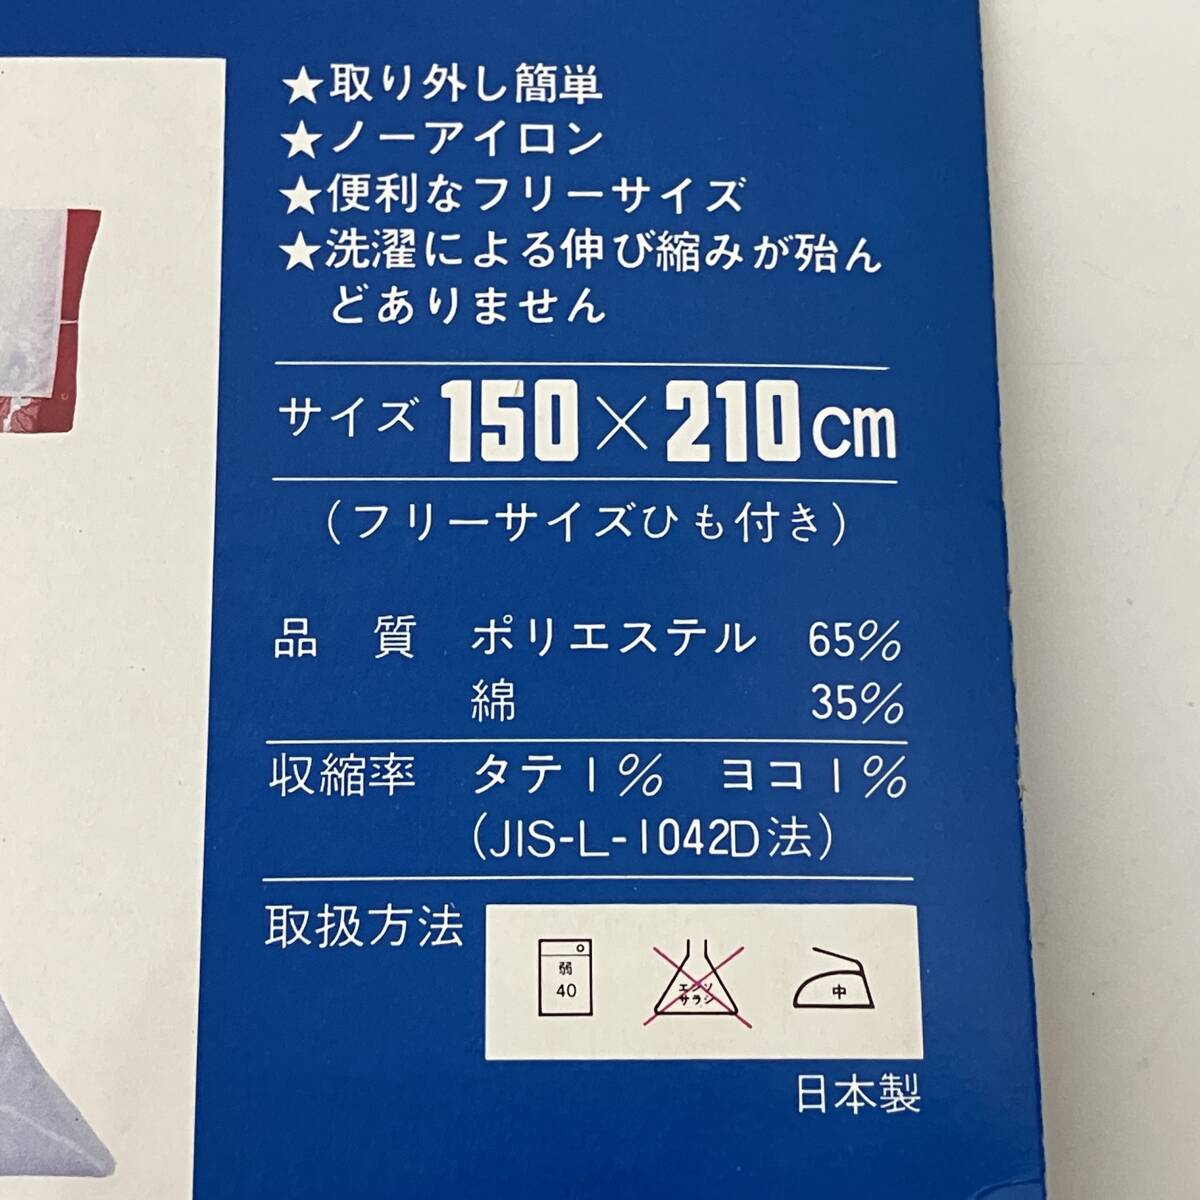 ★取り外し簡単
★ノーアイロン
★便利なフリーサイズ
★洗濯による伸び縮みが殆ん
どありません
サイズ 150×210cm
(フリーサイズひも付き)
品 質 ポリエステル 65%
綿 35%
収縮率 タテ1% ヨコ1%
(JIS-L-1042D法)
取扱方法
弱
40
エンソ
サラシ
中
日本製